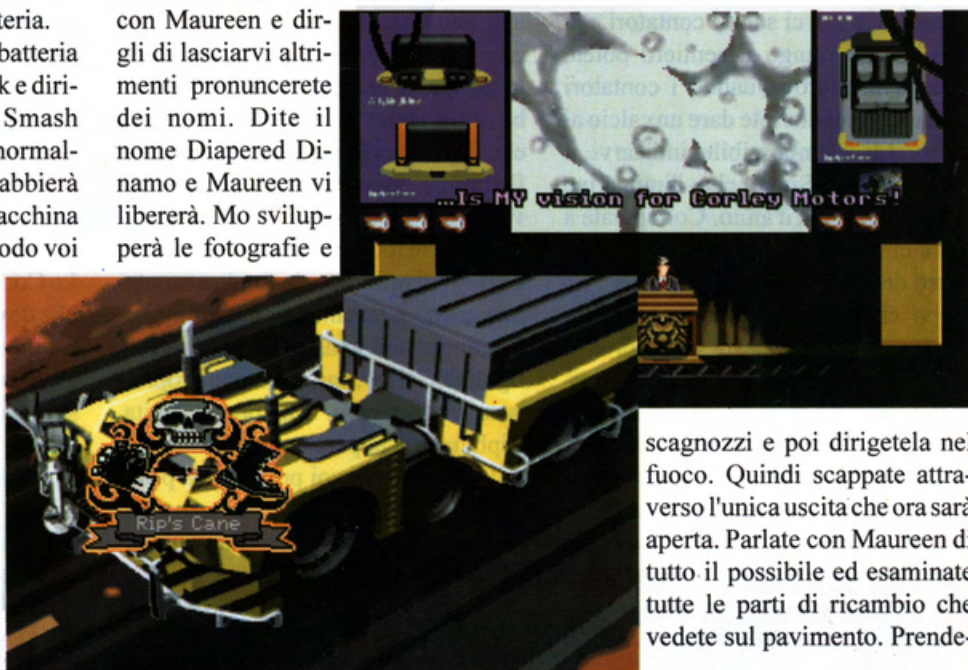 teria.
batteria
k e diri-
Smash
normal-
abbierà
acchina
odo voi
con Maureen e dir-
gli di lasciarvi altri-
menti pronuncerete
dei nomi. Dite il
nome Diapered Di-
namo e Maureen vi
libererà. Mo svilup-
perà le fotografie e
...Is MY vision for Corley Motors!
Rip's Cane
scagnozzi e poi dirigetela nel
fuoco. Quindi scappate attra-
verso l'unica uscita che ora sarà
aperta. Parlate con Maureen di
tutto il possibile ed esaminate
tutte le parti di ricambio che
vedete sul pavimento. Prende-